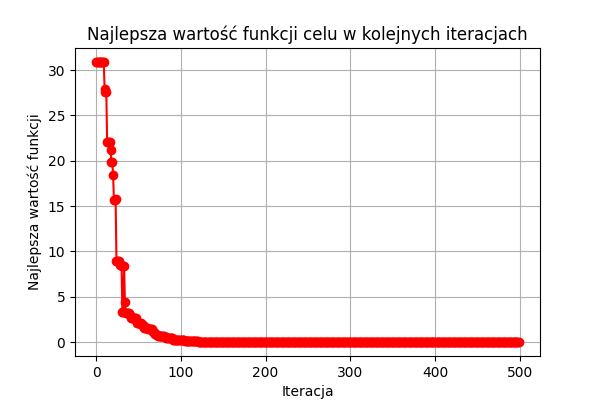 Najlepsza wartość funkcji celu w kolejnych iteracjach
Najlepsza wartość funkcji
30
25
20
15
10
5
0
0 100 200 300 400 500
Iteracja